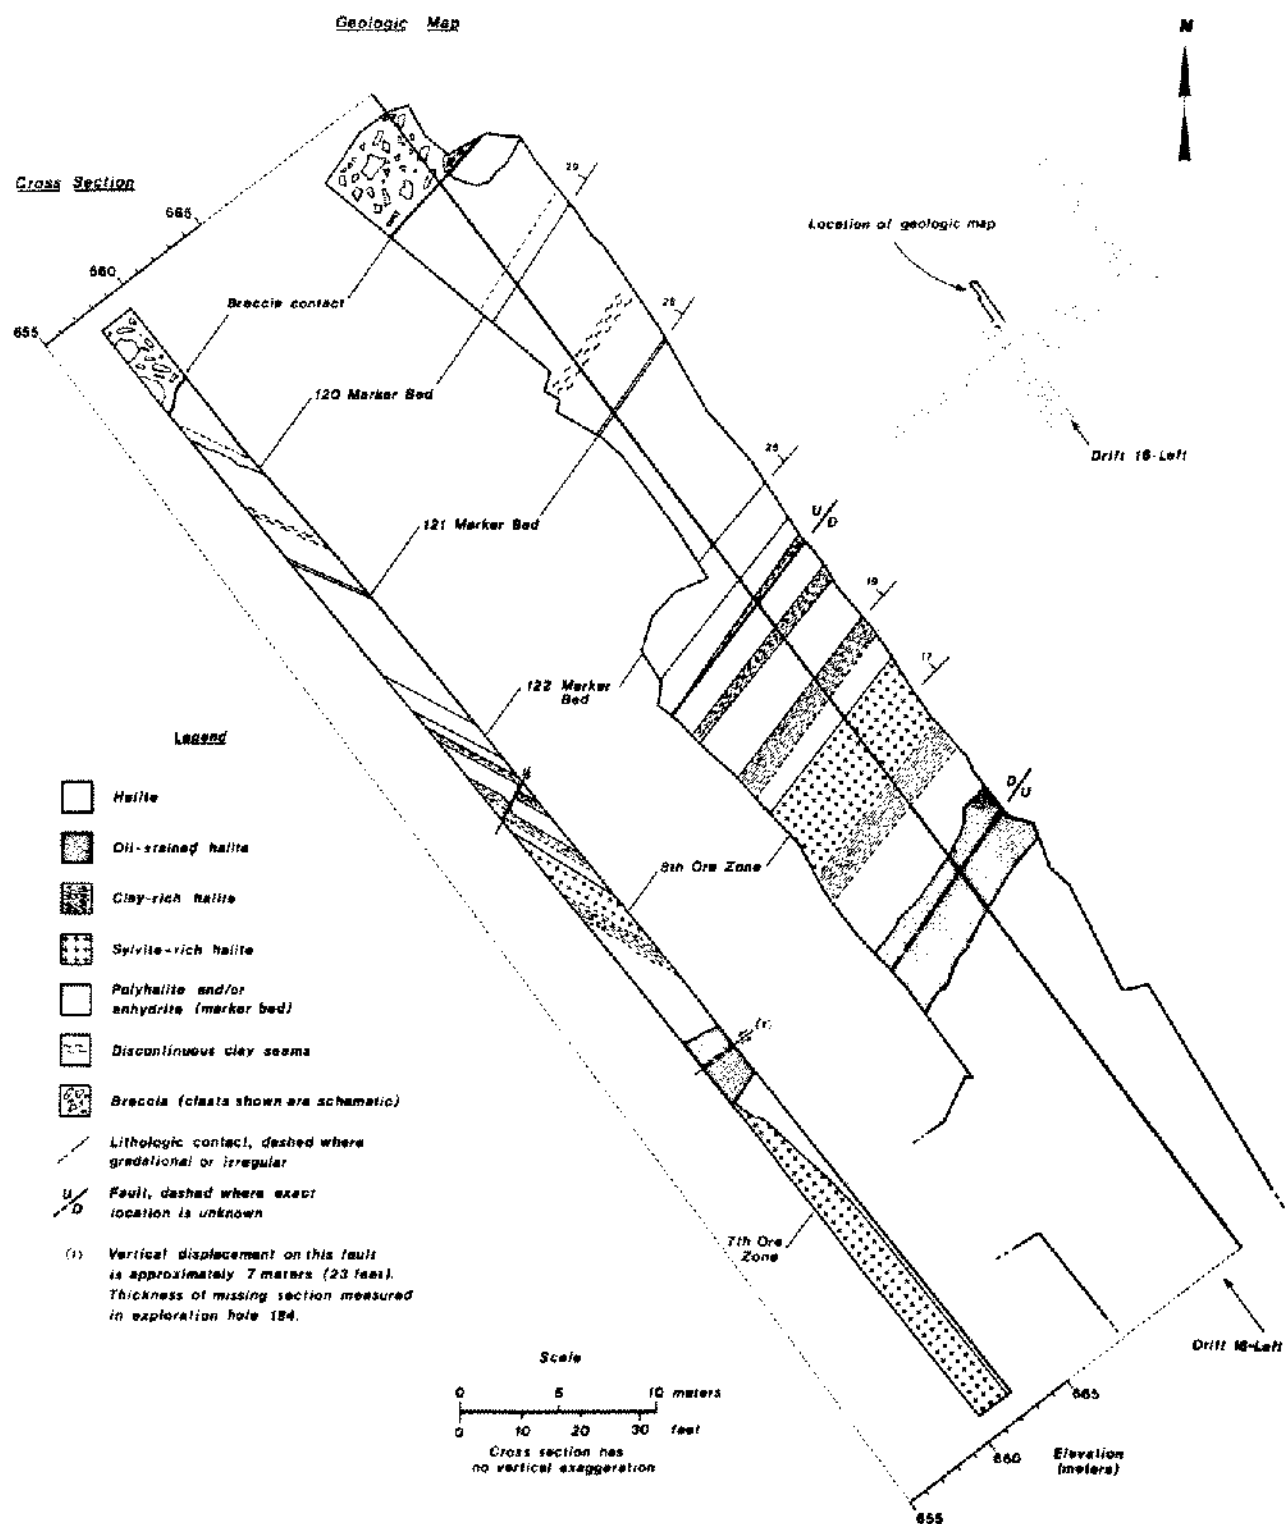 Geologic Map
N
Cross Section
665
660
655
29
Location of geologic map
Breccia contact
28
120 Marker Bed
25
Drift 16-Left
U/D
121 Marker Bed
19
17
122 Marker
Bed
Legend
Halite
D/U
Oil-stained halite
8th Ore Zone
Clay-rich halite
Sylvite-rich halite
Polyhalite and/or
anhydrite (marker bed)
(1)
Discontinuous clay seams
Breccia (clasts shown are schematic)
Lithologic contact, dashed where
gradational or irregular
U/D
Fault, dashed where exact
location is unknown
7th Ore
Zone
(1) Vertical displacement on this fault
is approximately 7 meters (23 feet).
Thickness of missing section measured
in exploration hole 184.
Drift 16-Left
Scale
0 5 10 meters
0 10 20 30 feet
Cross section has
no vertical exaggeration
665
660
655
Elevation
(meters)